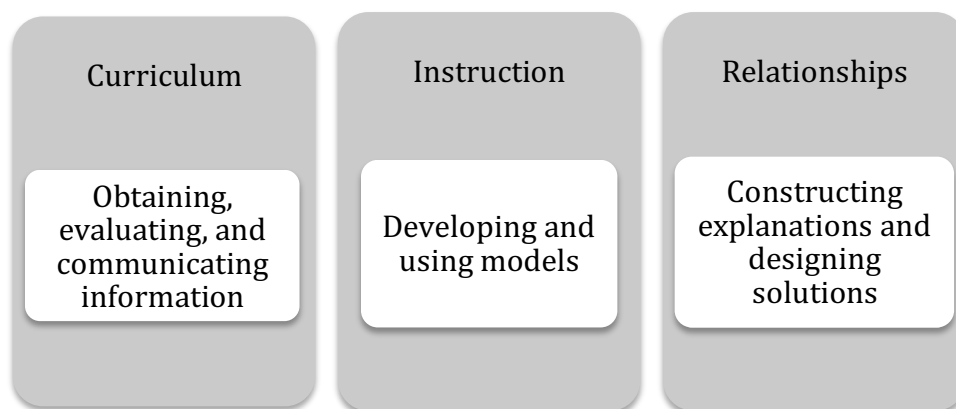 Curriculum
Obtaining,
evaluating, and
communicating
information
Instruction
Developing and
using models
Relationships
Constructing
explanations and
designing
solutions